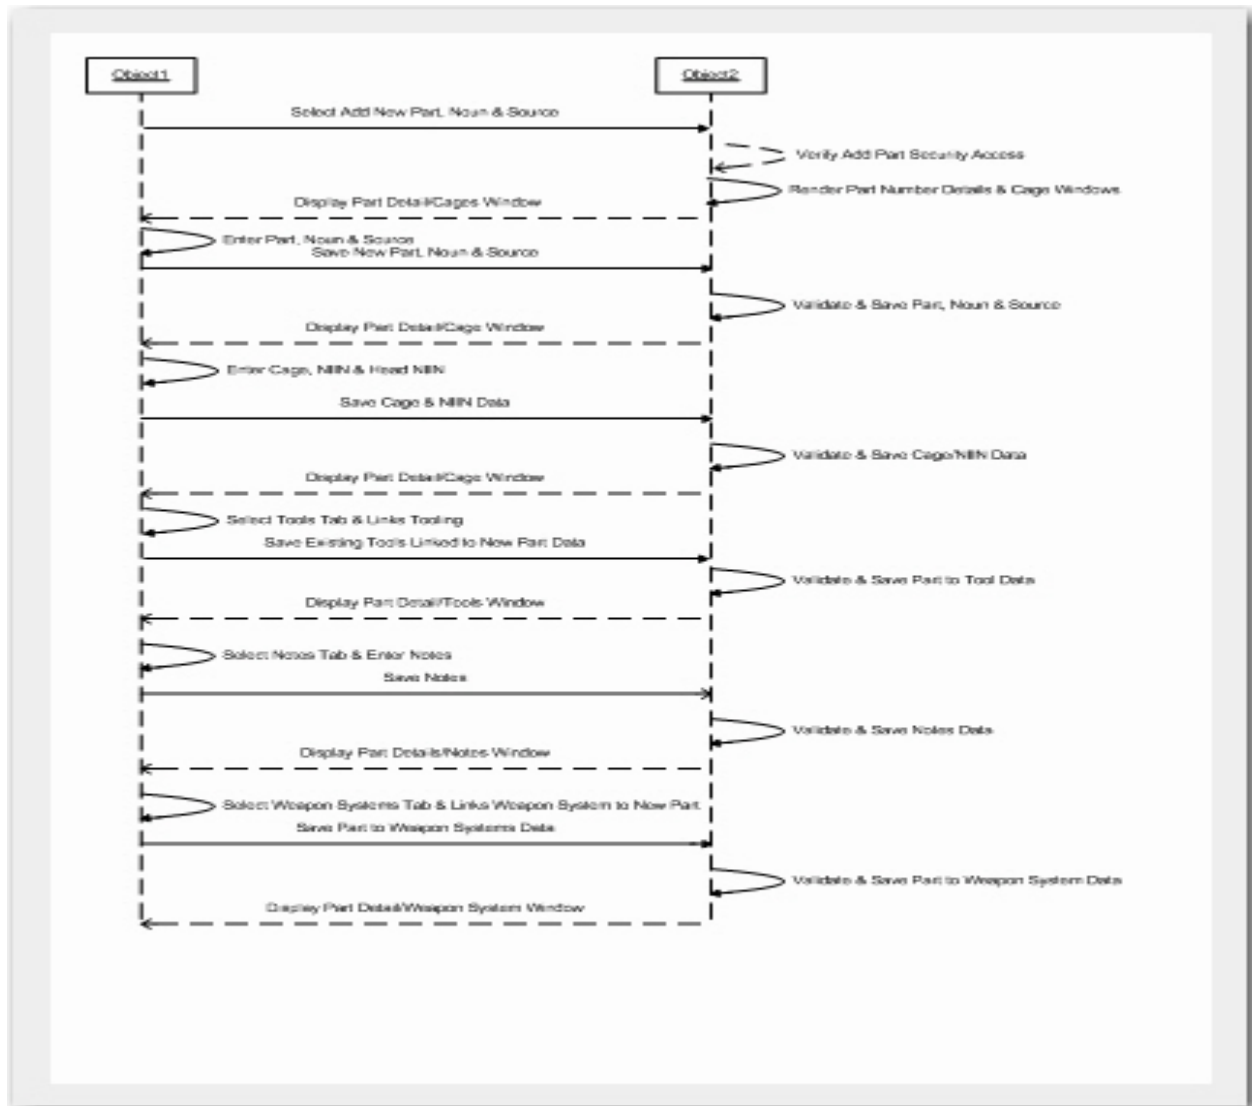 Object1
Object2
Select Add New Part, Noun & Source
Verify Add Part Security Access
Render Part Number Details & Cage Windows
Display Part Detail/Cages Window
Enter Part, Noun & Source
Save New Part, Noun & Source
Validate & Save Part, Noun & Source
Display Part Detail/Cage Window
Enter Cage, NIIN & Head NIIN
Save Cage & NIIN Data
Validate & Save Cage/NIIN Data
Display Part Detail/Cage Window
Select Tools Tab & Links Tooling
Save Existing Tools Linked to New Part Data
Validate & Save Part to Tool Data
Display Part Detail/Tools Window
Select Notes Tab & Enter Notes
Save Notes
Validate & Save Notes Data
Display Part Details/Notes Window
Select Weapon Systems Tab & Links Weapon System to New Part
Save Part to Weapon Systems Data
Validate & Save Part to Weapon System Data
Display Part Detail/Weapon System Window